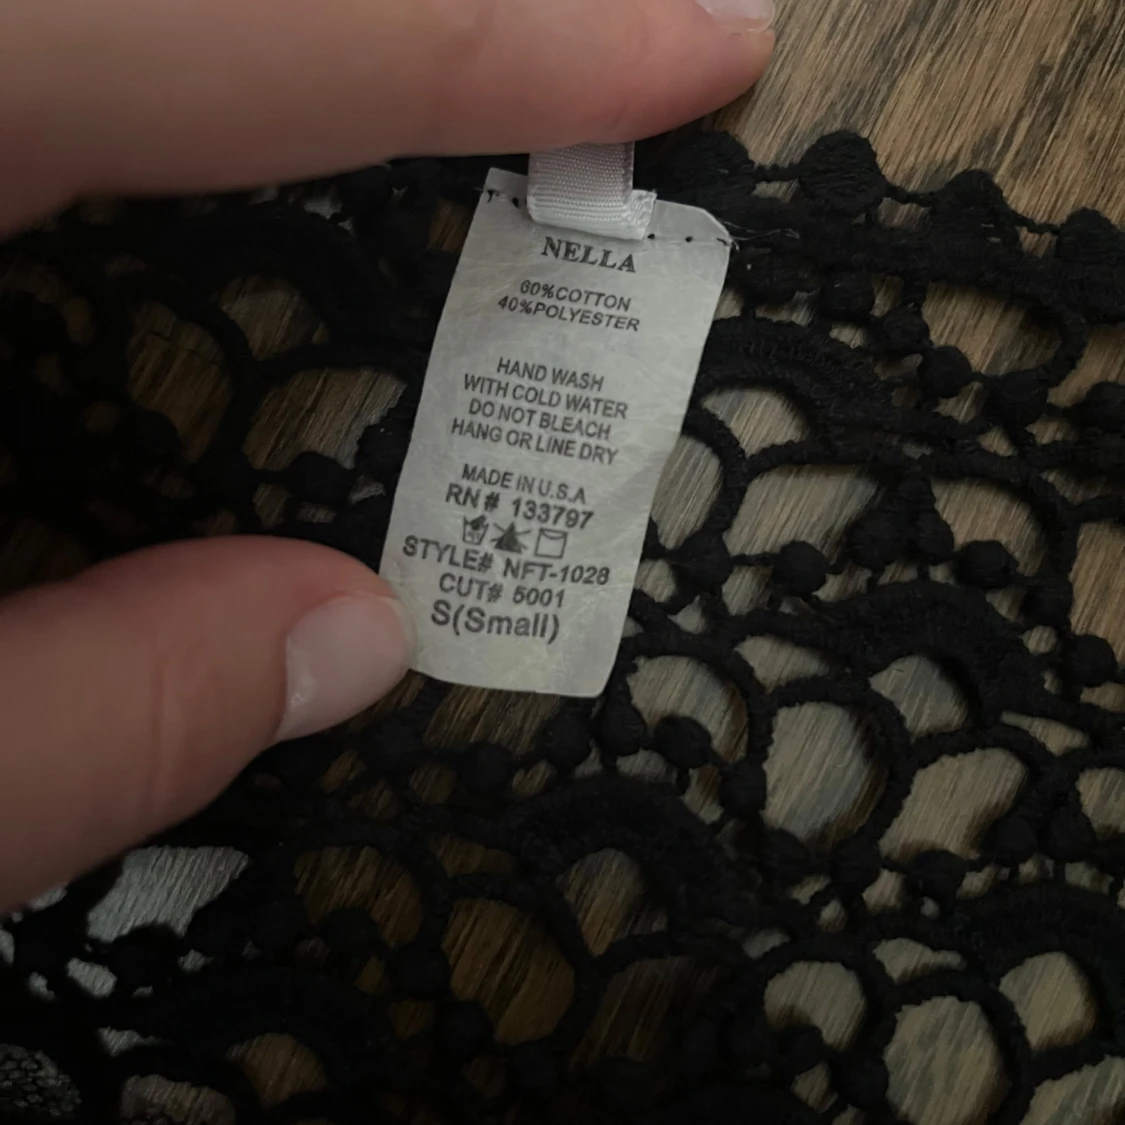 NELLA
60%COTTON
40%POLYESTER
HAND WASH
WITH COLD WATER
DO NOT BLEACH
HANG OR LINE DRY
MADE IN U.S.A
RN# 133797
STYLE# NFT-1028
CUT# 5001
S(Small)